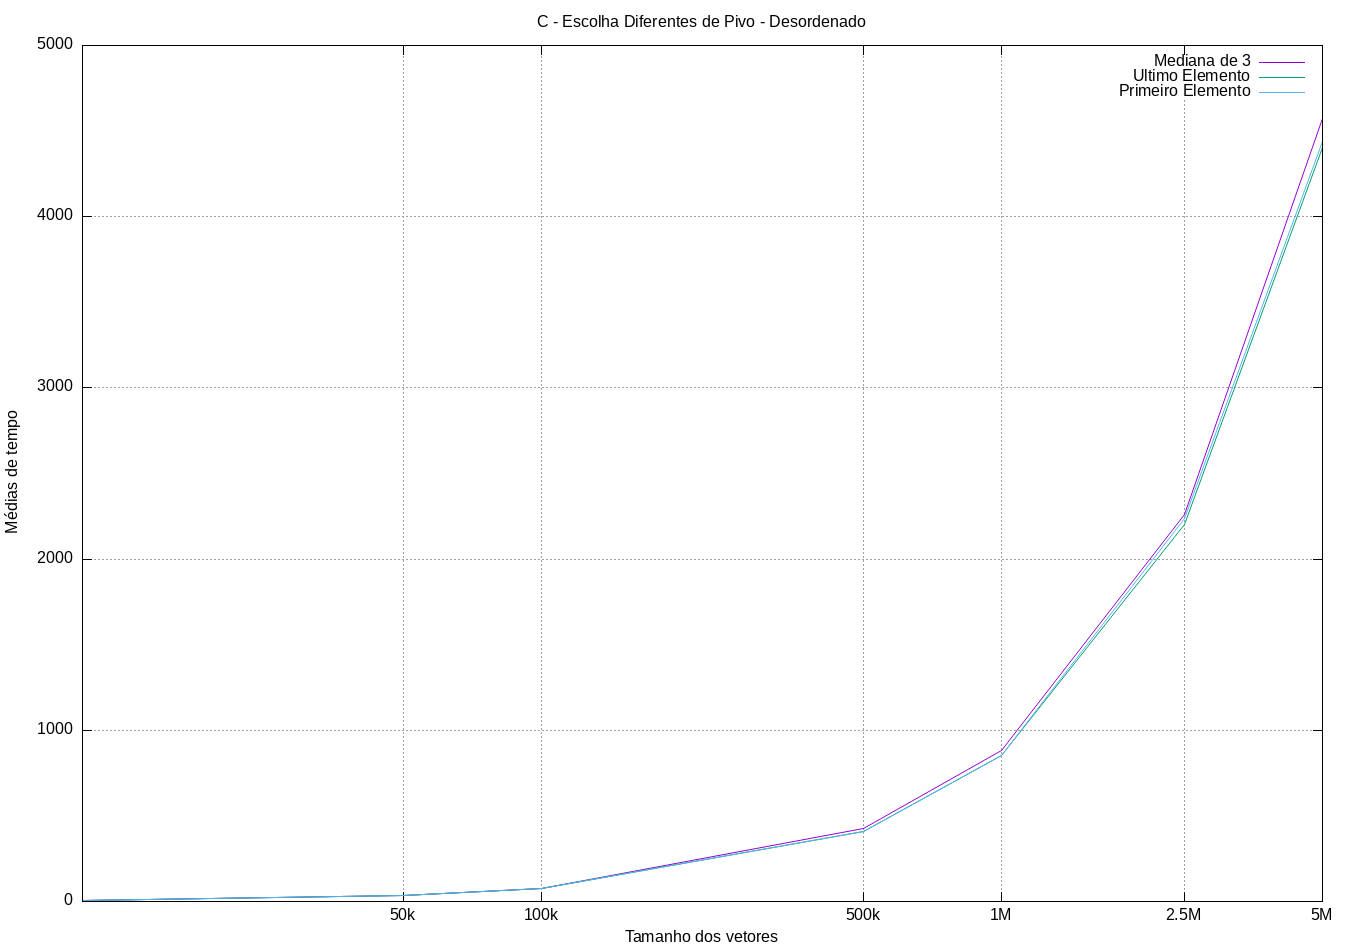 C - Escolha Diferentes de Pivo - Desordenado
5000
4000
3000
2000
1000
0
Médias de tempo
Mediana de 3
Ultimo Elemento
Primeiro Elemento
50k
100k
500k
1M
2.5M
5M
Tamanho dos vetores